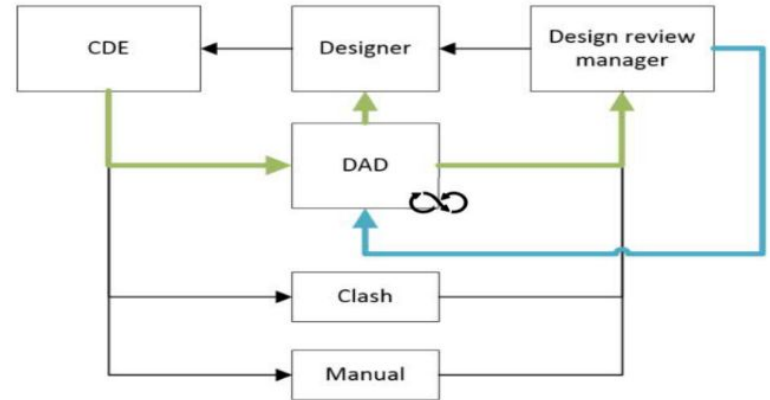 CDE
Designer
Design review
manager
DAD
Clash
Manual